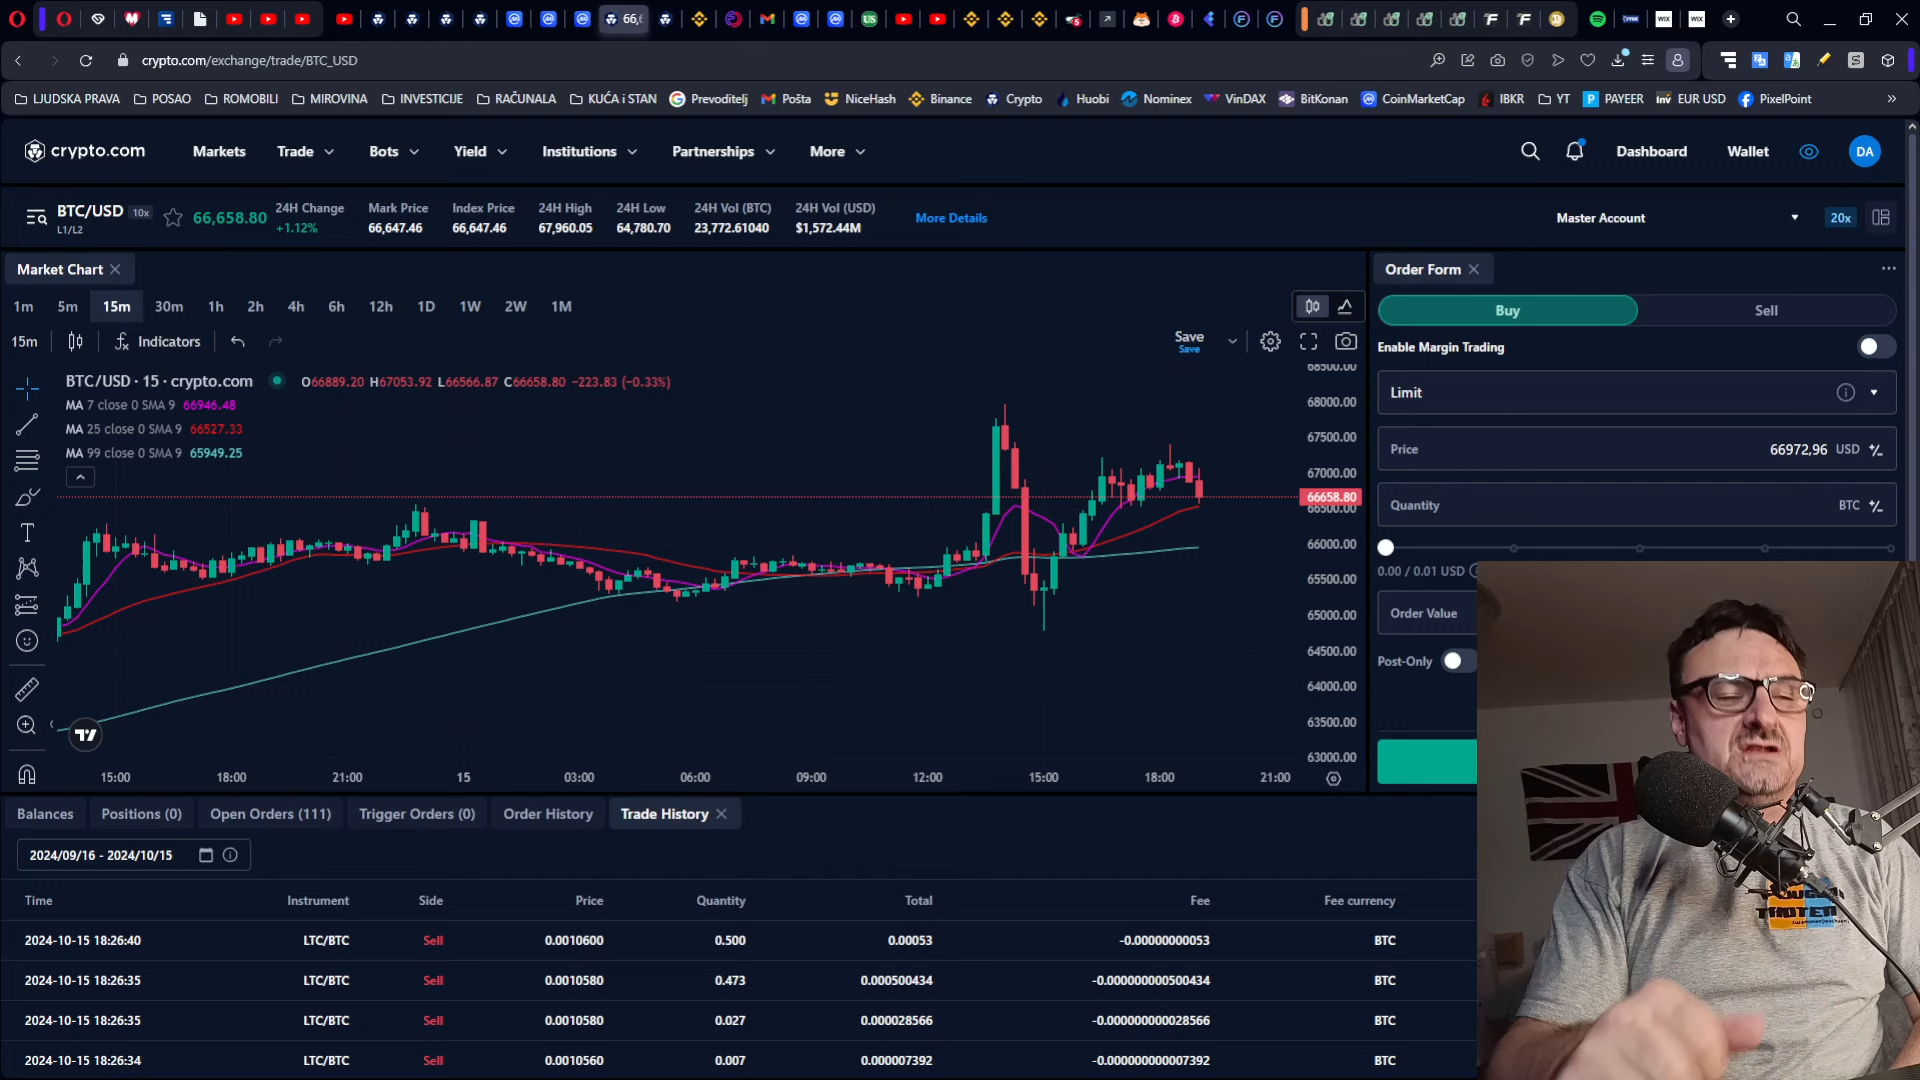 66,6
US
WIX
WIX
crypto.com/exchange/trade/BTC_USD
LJUDSKA PRAVA POSAO ROMOBILI MIROVINA INVESTICIJE RAČUNALA KUĆA i STAN Prevoditelj Pošta NiceHash Binance Crypto Huobi Nominex VinDAX BitKonan CoinMarketCap IBKR YT PAYEER EUR USD PixelPoint
crypto.com Markets Trade Bots Yield Institutions Partnerships More Dashboard Wallet DA
BTC/USD 10x 66,658.80 24H Change Mark Price Index Price 24H High 24H Low 24H Vol (BTC) 24H Vol (USD) More Details Master Account 20x
L1/L2 +1.12% 66,647.46 66,647.46 67,960.05 64,780.70 23,772.61040 $1,572.44M
Market Chart Order Form
1m 5m 15m 30m 1h 2h 4h 6h 12h 1D 1W 2W 1M
Buy Sell
15m Indicators Save
Save
Enable Margin Trading
BTC/USD · 15 · crypto.com O66889.20 H67053.92 L66566.87 C66658.80 −223.83 (−0.33%)
MA 7 close 0 SMA 9 66946.48
MA 25 close 0 SMA 9 66527.33
MA 99 close 0 SMA 9 65949.25
68500.00
68000.00
67500.00
67000.00
66658.80
66500.00
66000.00
65500.00
65000.00
64500.00
64000.00
63500.00
63000.00
15:00 18:00 21:00 15 03:00 06:00 09:00 12:00 15:00 18:00 21:00
Limit
Price 66972,96 USD
Quantity BTC
0.00 / 0.01 USD
Order Value
Post-Only
Balances Positions (0) Open Orders (111) Trigger Orders (0) Order History Trade History
2024/09/16 - 2024/10/15
Time Instrument Side Price Quantity Total Fee Fee currency
2024-10-15 18:26:40 LTC/BTC Sell 0.0010600 0.500 0.00053 -0.00000000053 BTC
2024-10-15 18:26:35 LTC/BTC Sell 0.0010580 0.473 0.000500434 -0.000000000500434 BTC
2024-10-15 18:26:35 LTC/BTC Sell 0.0010580 0.027 0.000028566 -0.000000000028566 BTC
2024-10-15 18:26:34 LTC/BTC Sell 0.0010560 0.007 0.000007392 -0.000000000007392 BTC